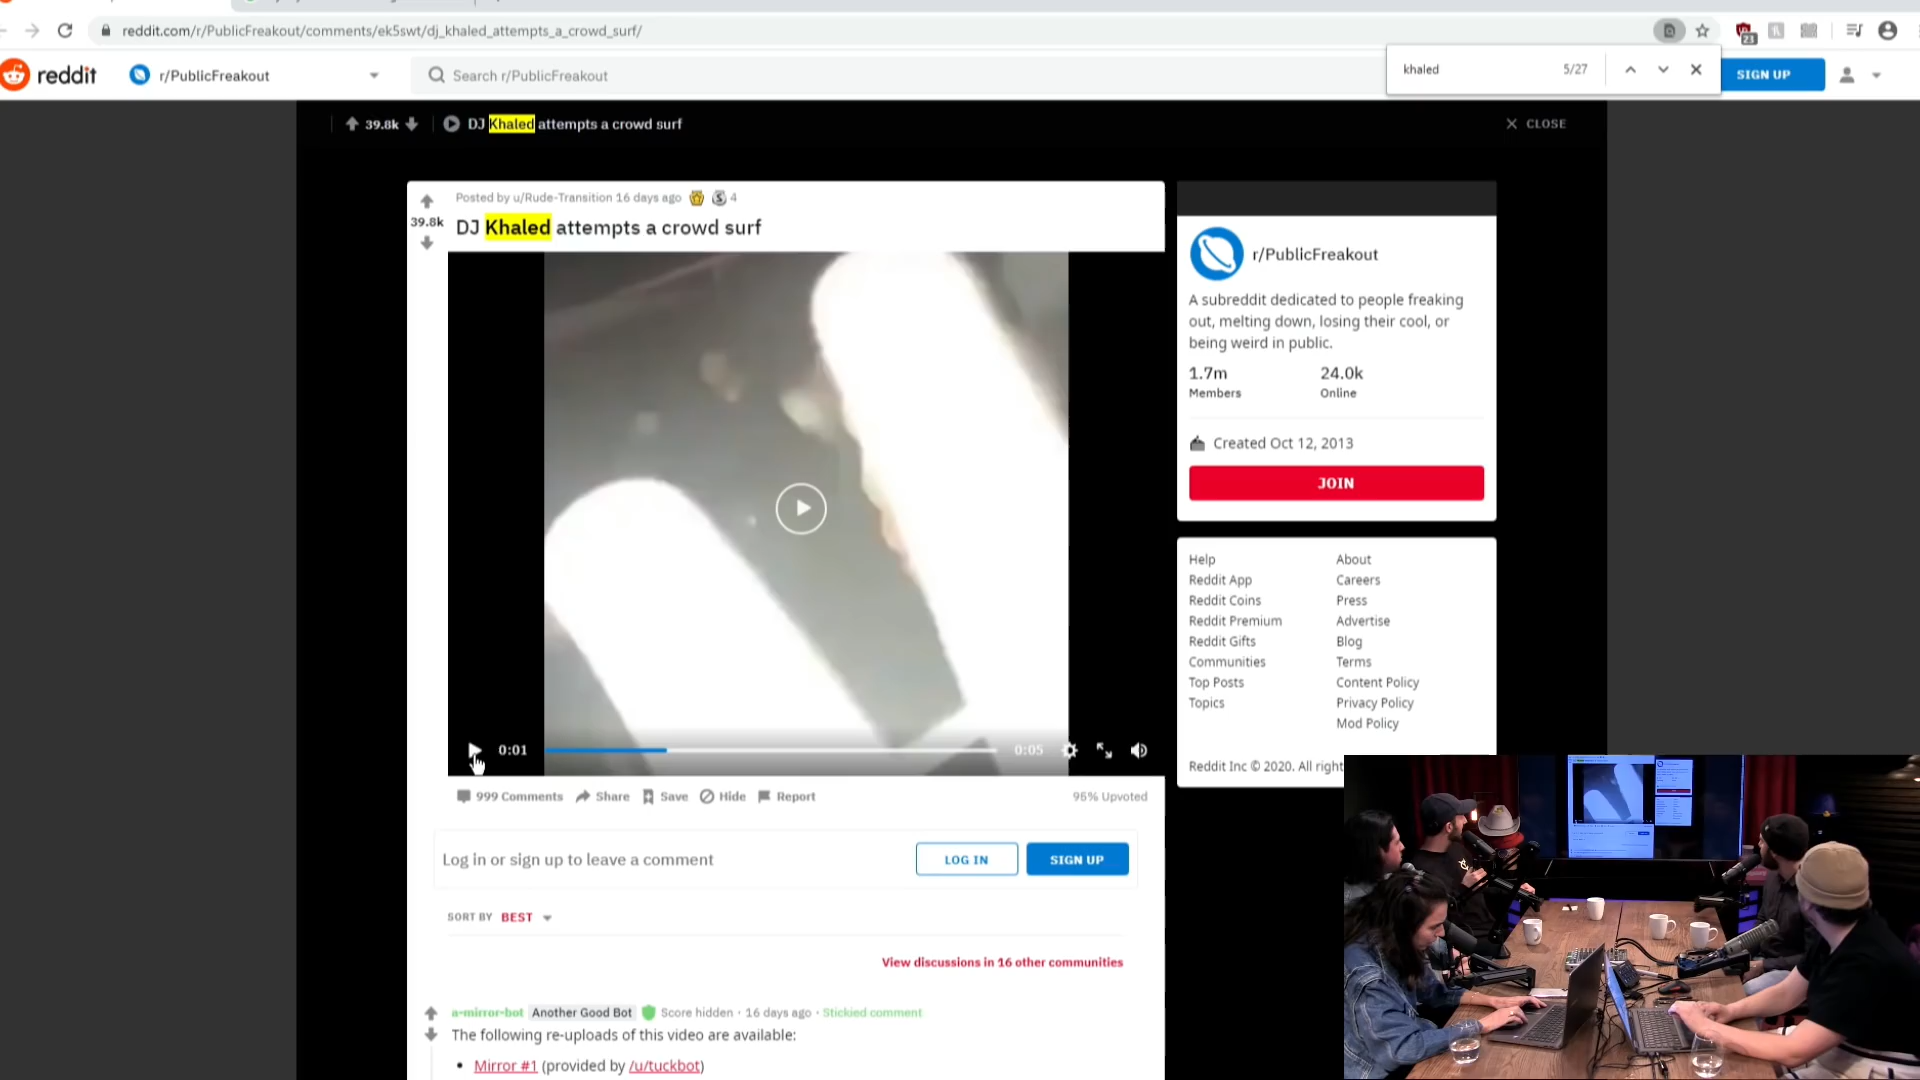 reddit.com/r/PublicFreakout/comments/ek5swt/dj_khaled_attempts_a_crowd_surf/
23
khaled
5/27
reddit
r/PublicFreakout
Search r/PublicFreakout
SIGN UP
39.8k
DJ Khaled attempts a crowd surf
CLOSE
Posted by u/Rude-Transition 16 days ago
4
39.8k
DJ Khaled attempts a crowd surf
0:01
0:05
999 Comments
Share
Save
Hide
Report
95% Upvoted
Log in or sign up to leave a comment
LOG IN
SIGN UP
SORT BY BEST
View discussions in 16 other communities
a-mirror-bot Another Good Bot Score hidden · 16 days ago · Stickied comment
The following re-uploads of this video are available:
• Mirror #1 (provided by /u/tuckbot)
r/PublicFreakout
A subreddit dedicated to people freaking
out, melting down, losing their cool, or
being weird in public.
1.7m
Members
24.0k
Online
Created Oct 12, 2013
JOIN
Help
Reddit App
Reddit Coins
Reddit Premium
Reddit Gifts
Communities
Top Posts
Topics
About
Careers
Press
Advertise
Blog
Terms
Content Policy
Privacy Policy
Mod Policy
Reddit Inc © 2020. All right